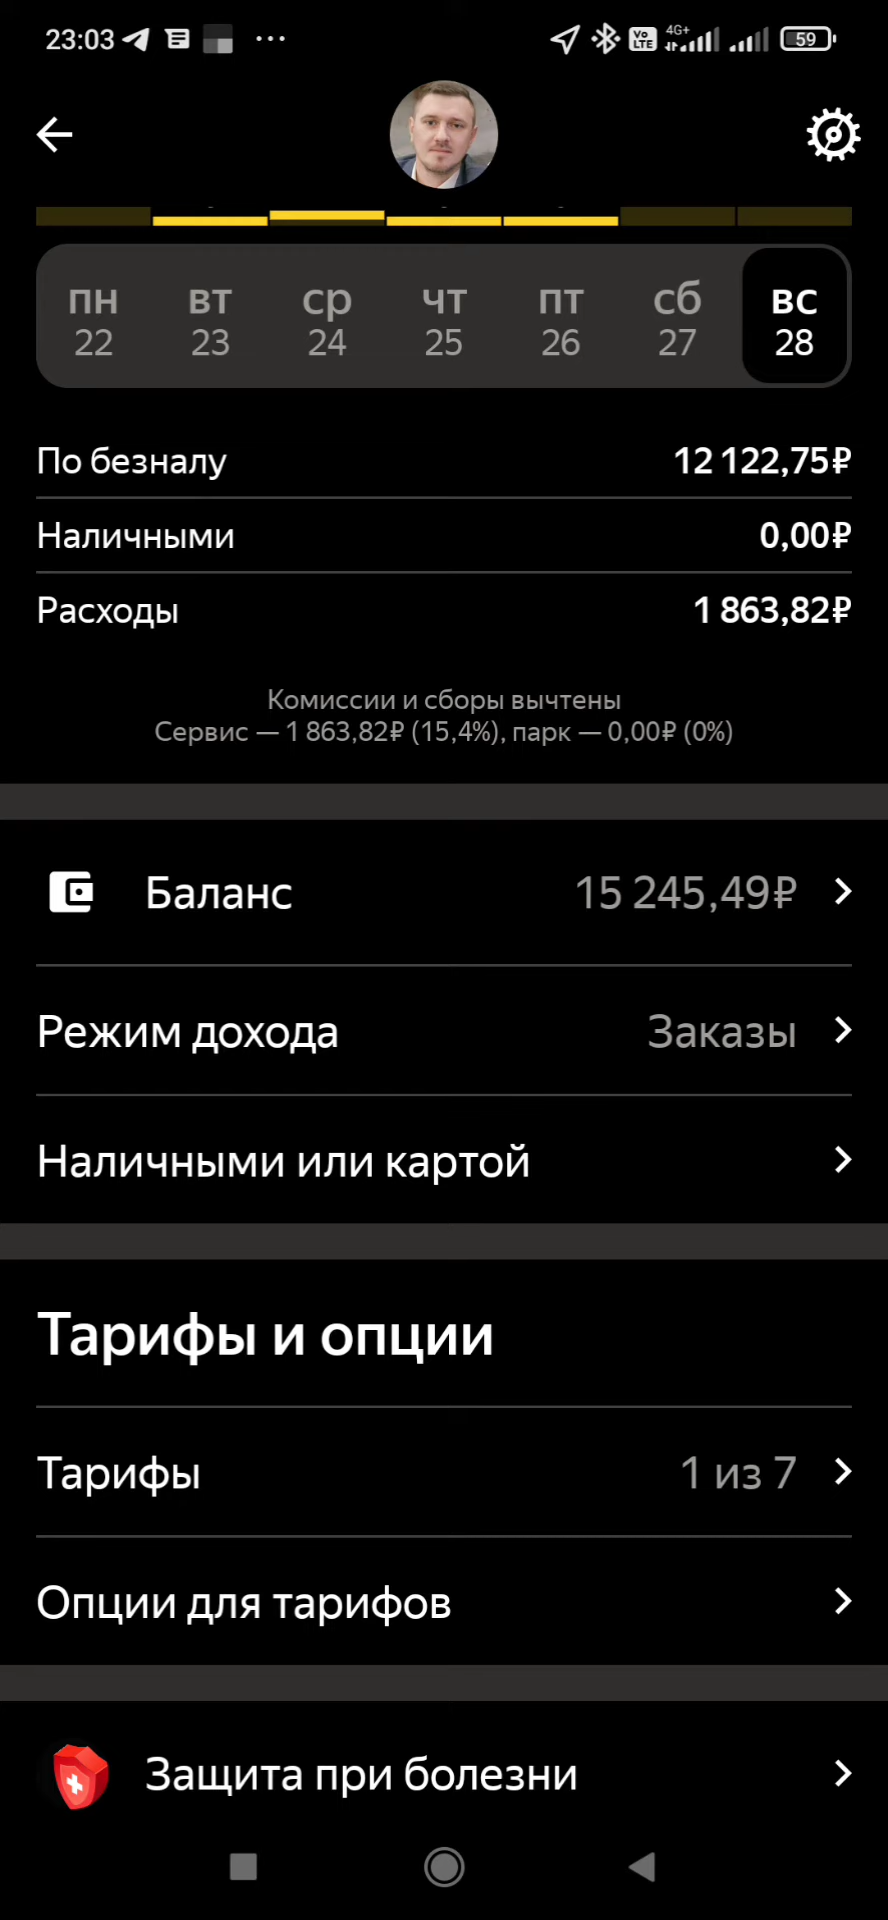 23:03
Vo LTE 4G+ 59
пн вт ср чт пт сб вс
22 23 24 25 26 27 28
По безналу 12 122,75₽
Наличными 0,00₽
Расходы 1 863,82₽
Комиссии и сборы вычтены
Сервис — 1 863,82₽ (15,4%), парк — 0,00₽ (0%)
Баланс 15 245,49₽
Режим дохода Заказы
Наличными или картой
Тарифы и опции
Тарифы 1 из 7
Опции для тарифов
Защита при болезни